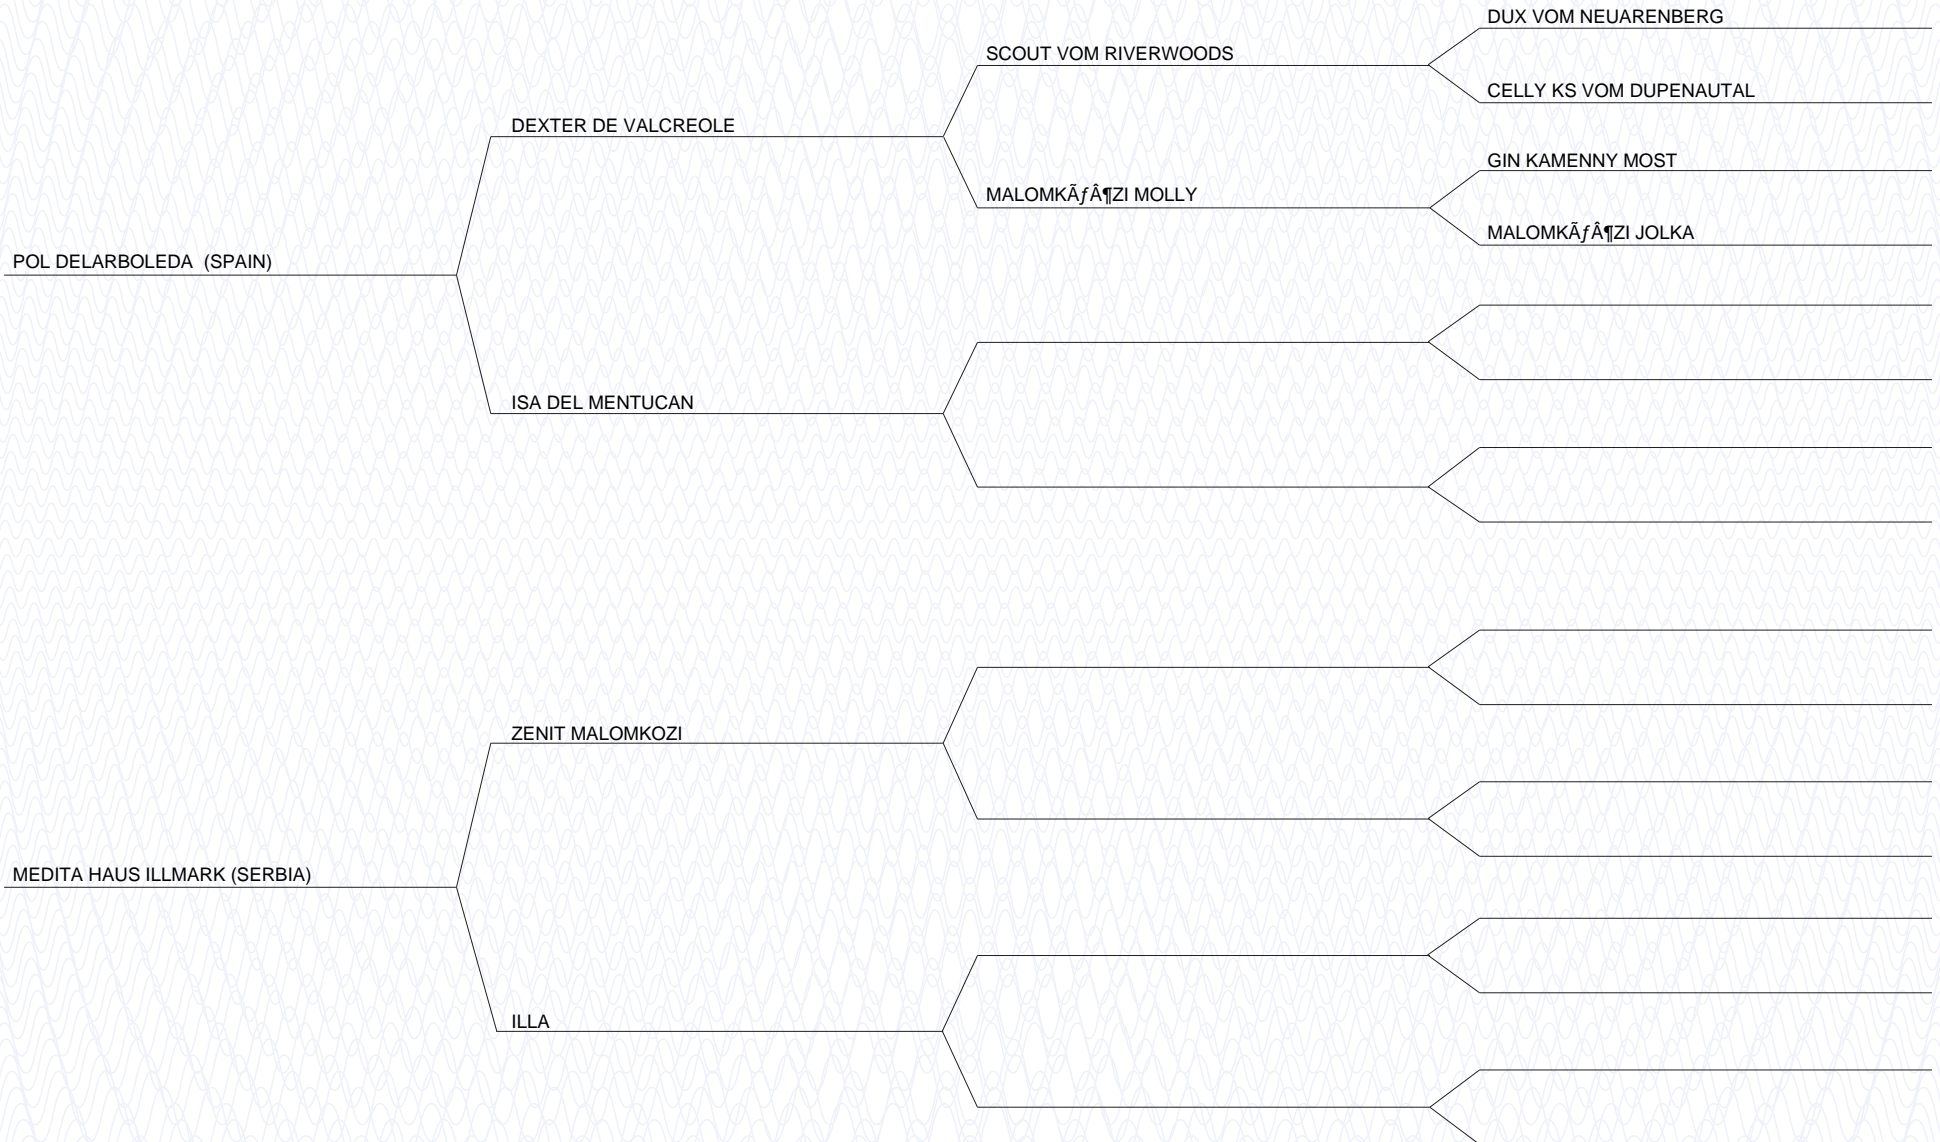 DUX VOM NEUARENBERG
SCOUT VOM RIVERWOODS
CELLY KS VOM DUPENAUTAL
DEXTER DE VALCREOLE
GIN KAMENNY MOST
MALOMKÃƒÂ¶ZI MOLLY
MALOMKÃƒÂ¶ZI JOLKA
POL DELARBOLEDA  (SPAIN)
ISA DEL MENTUCAN
ZENIT MALOMKOZI
MEDITA HAUS ILLMARK (SERBIA)
ILLA